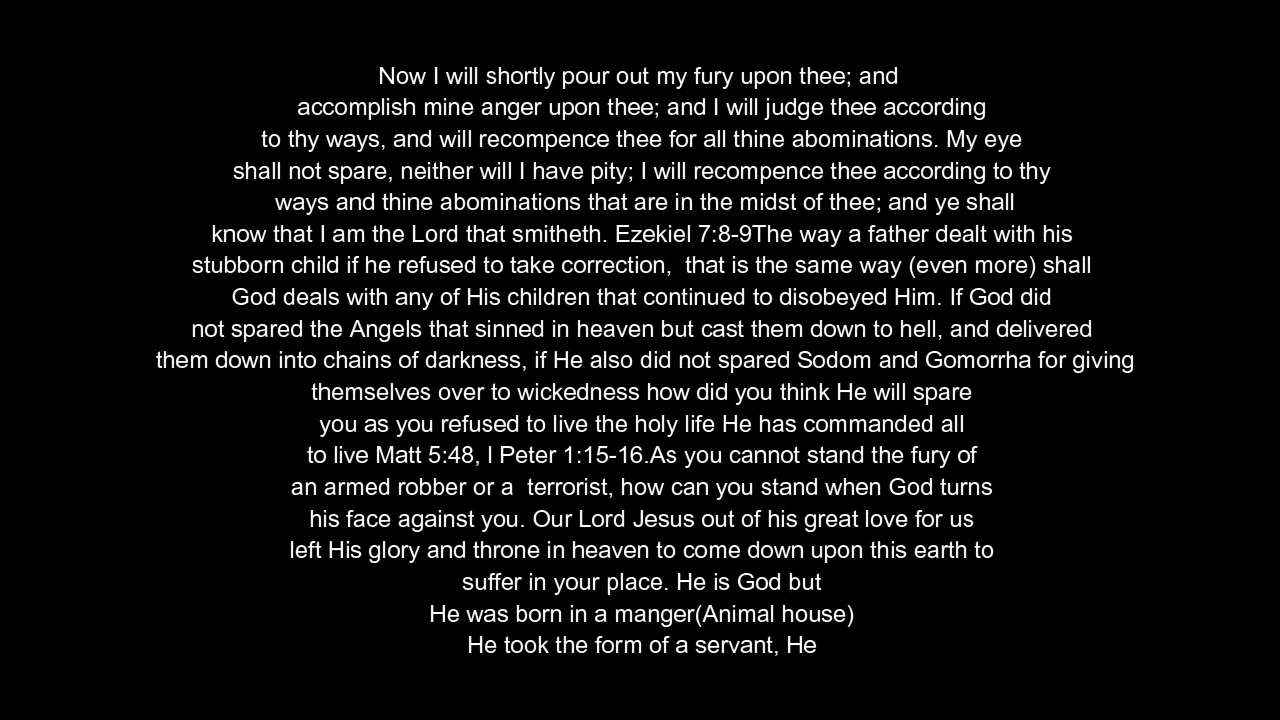 Now I will shortly pour out my fury upon thee; and
accomplish mine anger upon thee; and I will judge thee according
to thy ways, and will recompence thee for all thine abominations. My eye
shall not spare, neither will I have pity; I will recompence thee according to thy
ways and thine abominations that are in the midst of thee; and ye shall
know that I am the Lord that smitheth. Ezekiel 7:8-9The way a father dealt with his
stubborn child if he refused to take correction,  that is the same way (even more) shall
God deals with any of His children that continued to disobeyed Him. If God did
not spared the Angels that sinned in heaven but cast them down to hell, and delivered
them down into chains of darkness, if He also did not spared Sodom and Gomorrha for giving
themselves over to wickedness how did you think He will spare
you as you refused to live the holy life He has commanded all
to live Matt 5:48, l Peter 1:15-16.As you cannot stand the fury of
an armed robber or a  terrorist, how can you stand when God turns
his face against you. Our Lord Jesus out of his great love for us
left His glory and throne in heaven to come down upon this earth to
suffer in your place. He is God but
He was born in a manger(Animal house)
He took the form of a servant, He